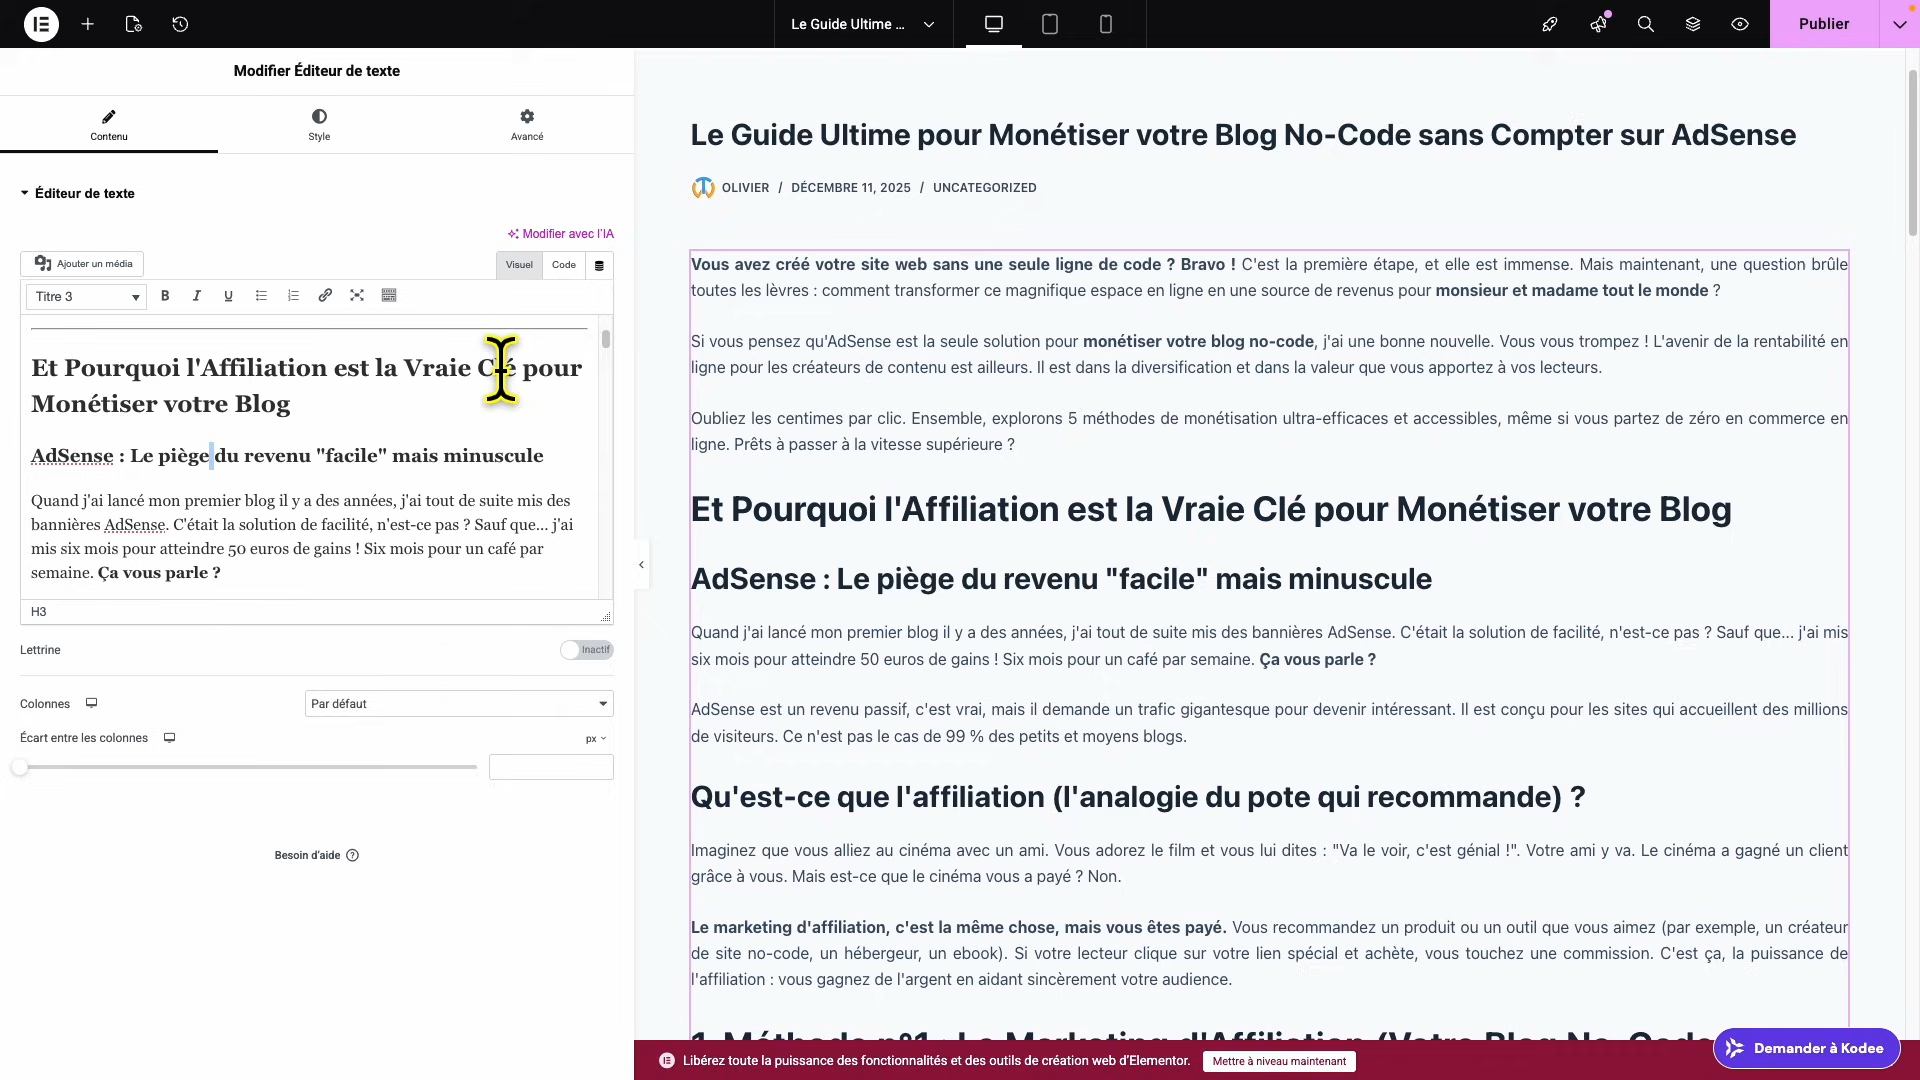 Le Guide Ultime ...
Publier
Modifier Éditeur de texte
Contenu
Style
Avancé
Éditeur de texte
Modifier avec l'IA
Ajouter un média
Visuel
Code
Titre 3
B
I
U
Et Pourquoi l'Affiliation est la Vraie Clé pour
Monétiser votre Blog
AdSense : Le piège du revenu "facile" mais minuscule
Quand j'ai lancé mon premier blog il y a des années, j'ai tout de suite mis des
bannières AdSense. C'était la solution de facilité, n'est-ce pas ? Sauf que... j'ai
mis six mois pour atteindre 50 euros de gains ! Six mois pour un café par
semaine. Ça vous parle ?
H3
Lettrine
Inactif
Colonnes
Par défaut
Écart entre les colonnes
px
Besoin d'aide
Le Guide Ultime pour Monétiser votre Blog No-Code sans Compter sur AdSense
OLIVIER / DÉCEMBRE 11, 2025 / UNCATEGORIZED
Vous avez créé votre site web sans une seule ligne de code ? Bravo ! C'est la première étape, et elle est immense. Mais maintenant, une question brûle
toutes les lèvres : comment transformer ce magnifique espace en ligne en une source de revenus pour monsieur et madame tout le monde ?
Si vous pensez qu'AdSense est la seule solution pour monétiser votre blog no-code, j'ai une bonne nouvelle. Vous vous trompez ! L'avenir de la rentabilité en
ligne pour les créateurs de contenu est ailleurs. Il est dans la diversification et dans la valeur que vous apportez à vos lecteurs.
Oubliez les centimes par clic. Ensemble, explorons 5 méthodes de monétisation ultra-efficaces et accessibles, même si vous partez de zéro en commerce en
ligne. Prêts à passer à la vitesse supérieure ?
Et Pourquoi l'Affiliation est la Vraie Clé pour Monétiser votre Blog
AdSense : Le piège du revenu "facile" mais minuscule
Quand j'ai lancé mon premier blog il y a des années, j'ai tout de suite mis des bannières AdSense. C'était la solution de facilité, n'est-ce pas ? Sauf que... j'ai mis
six mois pour atteindre 50 euros de gains ! Six mois pour un café par semaine. Ça vous parle ?
AdSense est un revenu passif, c'est vrai, mais il demande un trafic gigantesque pour devenir intéressant. Il est conçu pour les sites qui accueillent des millions
de visiteurs. Ce n'est pas le cas de 99 % des petits et moyens blogs.
Qu'est-ce que l'affiliation (l'analogie du pote qui recommande) ?
Imaginez que vous alliez au cinéma avec un ami. Vous adorez le film et vous lui dites : "Va le voir, c'est génial !". Votre ami y va. Le cinéma a gagné un client
grâce à vous. Mais est-ce que le cinéma vous a payé ? Non.
Le marketing d'affiliation, c'est la même chose, mais vous êtes payé. Vous recommandez un produit ou un outil que vous aimez (par exemple, un créateur
de site no-code, un hébergeur, un ebook). Si votre lecteur clique sur votre lien spécial et achète, vous touchez une commission. C'est ça, la puissance de
l'affiliation : vous gagnez de l'argent en aidant sincèrement votre audience.
1. Méthode n°1 : Le Marketing d'Affiliation (Votre Blog No-Code
Libérez toute la puissance des fonctionnalités et des outils de création web d'Elementor.
Mettre à niveau maintenant
Demander à Kodee